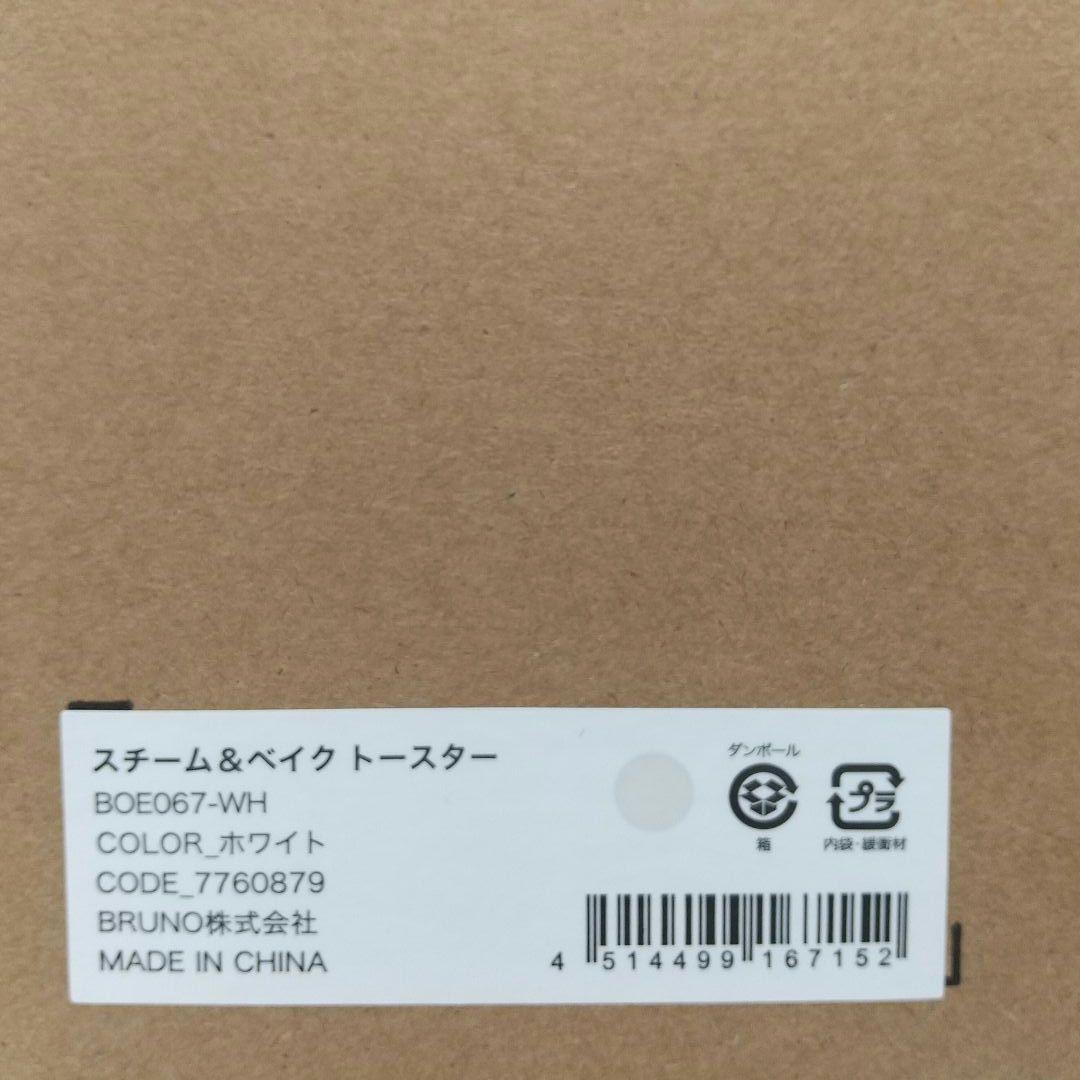 スチーム&ベイク トースター
BOE067-WH
COLOR_ホワイト
CODE_7760879
BRUNO株式会社
MADE IN CHINA
ダンボール
箱
プラ
内袋・緩衝材
4 514499 167152